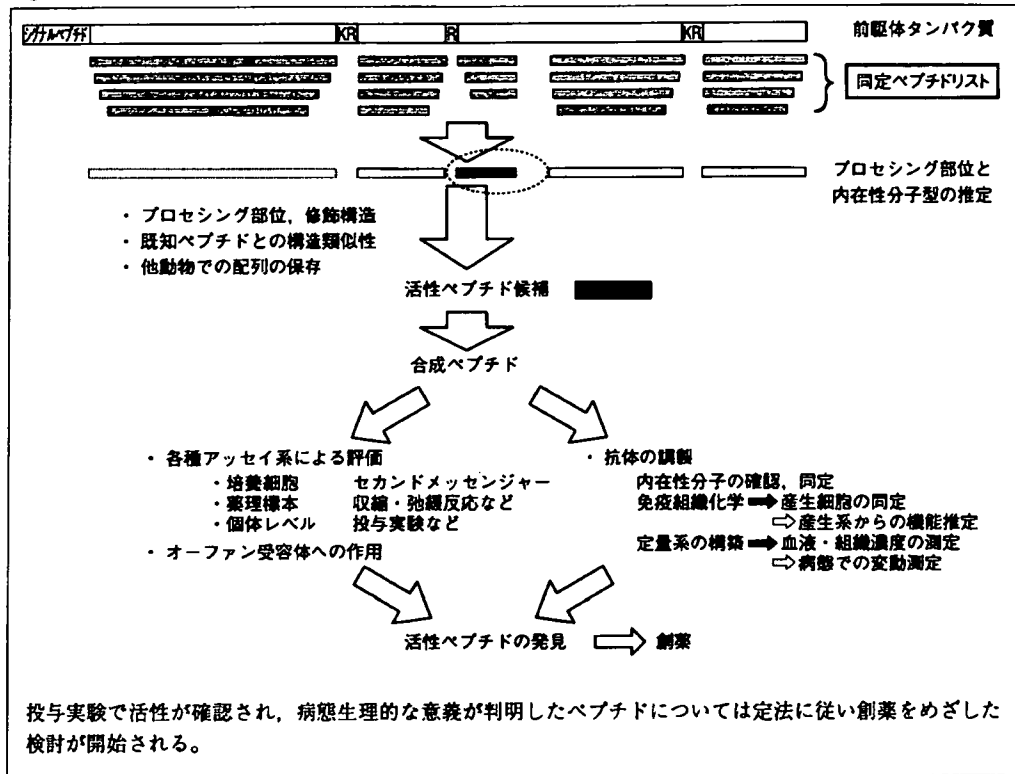 シグナルペプチド KR R KR 前駆体タンパク質
同定ペプチドリスト
プロセシング部位と
内在性分子型の推定
・プロセシング部位，修飾構造
・既知ペプチドとの構造類似性
・他動物での配列の保存
活性ペプチド候補
合成ペプチド
・各種アッセイ系による評価
・培養細胞 セカンドメッセンジャー
・薬理標本 収縮・弛緩反応など
・個体レベル 投与実験など
・オーファン受容体への作用
・抗体の調製
内在性分子の確認，同定
免疫組織化学➡産生細胞の同定
⇨産生系からの機能推定
定量系の構築➡血液・組織濃度の測定
⇨病態での変動測定
活性ペプチドの発見 ⇨ 創薬
投与実験で活性が確認され，病態生理的な意義が判明したペプチドについては定法に従い創薬をめざした
検討が開始される。